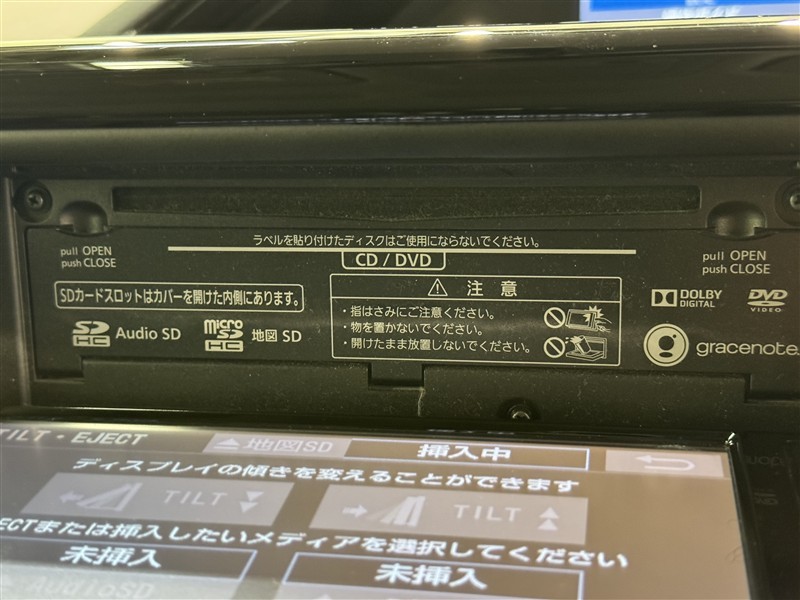 ラベルを貼り付けたディスクはご使用にならないでください。
pull OPEN
push CLOSE
CD / DVD
pull OPEN
push CLOSE
SDカードスロットはカバーを開けた内側にあります。
SD HC Audio SD
micro SD HC 地図 SD
注 意
・指はさみにご注意ください。
・物を置かないでください。
・開けたまま放置しないでください。
DOLBY DIGITAL
DVD VIDEO
gracenote.
TILT・EJECT
地図SD
挿入中
ディスプレイの傾きを変えることができます
TILT
TILT
ECTまたは挿入したいメディアを選択してください
未挿入
未挿入
AudioSD